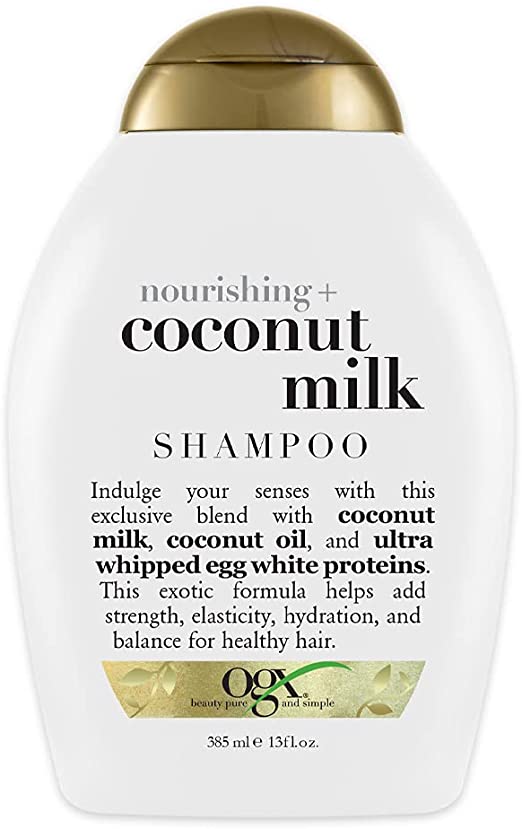 nourishing +
coconut
milk
SHAMPOO
Indulge your senses with this
exclusive blend with coconut
milk, coconut oil, and ultra
whipped egg white proteins.
This exotic formula helps add
strength, elasticity, hydration, and
balance for healthy hair.
ogx®
beauty pure and simple
385 ml e 13fl.oz.